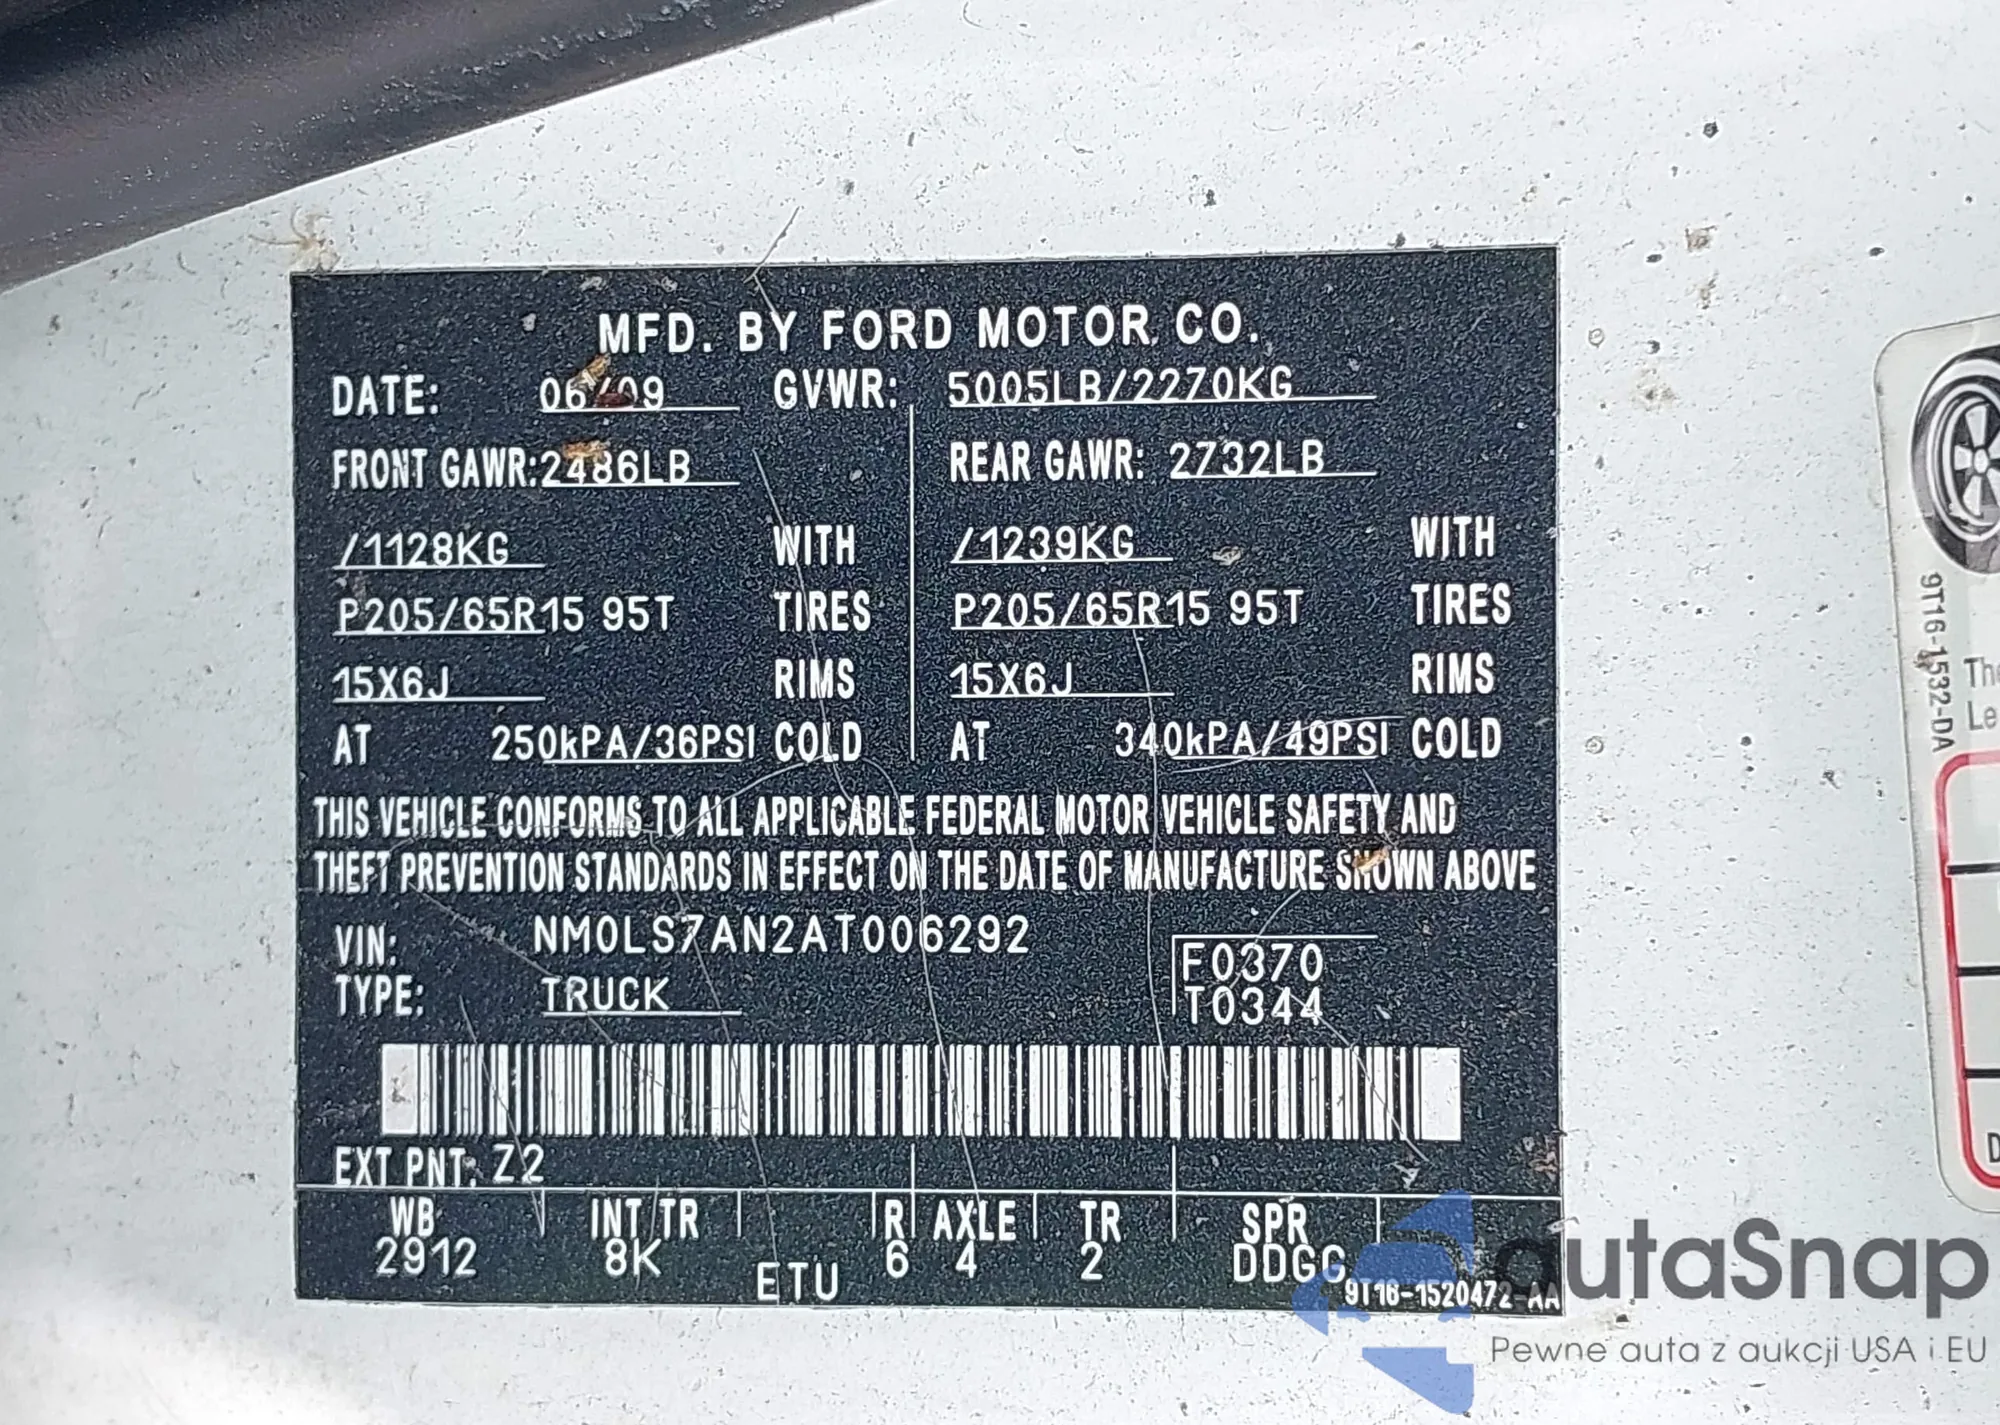 MFD. BY FORD MOTOR CO.
DATE: 06/09 GVWR: 5005LB/2270KG
FRONT GAWR: 2486LB REAR GAWR: 2732LB
/1128KG WITH /1239KG WITH
P205/65R15 95T TIRES P205/65R15 95T TIRES
15X6J RIMS 15X6J RIMS
AT 250kPA/36PSI COLD AT 340kPA/49PSI COLD
THIS VEHICLE CONFORMS TO ALL APPLICABLE FEDERAL MOTOR VEHICLE SAFETY AND
THEFT PREVENTION STANDARDS IN EFFECT ON THE DATE OF MANUFACTURE SHOWN ABOVE
VIN: NM0LS7AN2AT006292
F0370
TYPE: TRUCK
T0344
EXT PNT: Z2
WB INT TR R AXLE TR SPR
2912 8K 6 4 2 DDGG
ETU
9T16-1520472-AA
9T16-1532-DA
The
Le
D
autaSnap
Pewne auta z aukcji USA i EU